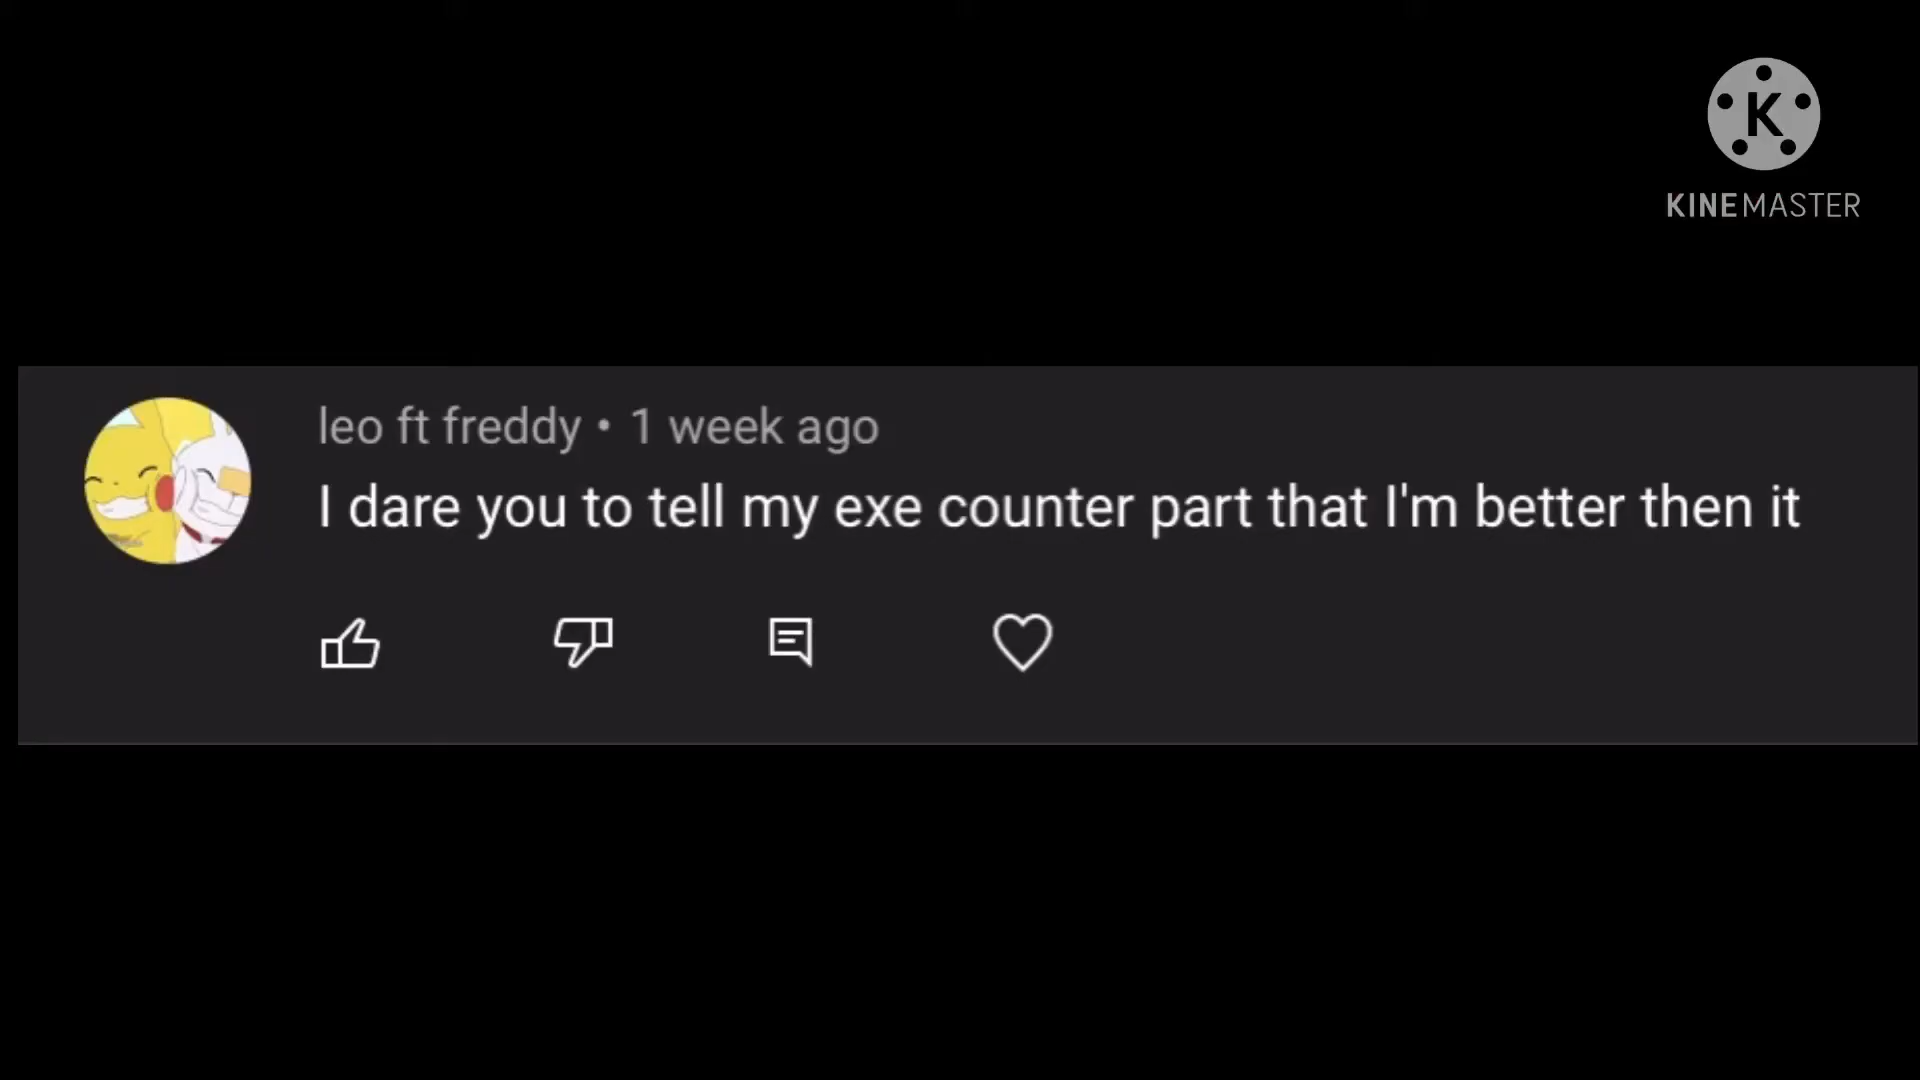 K
KINEMASTER
leo ft freddy • 1 week ago
I dare you to tell my exe counter part that I'm better then it